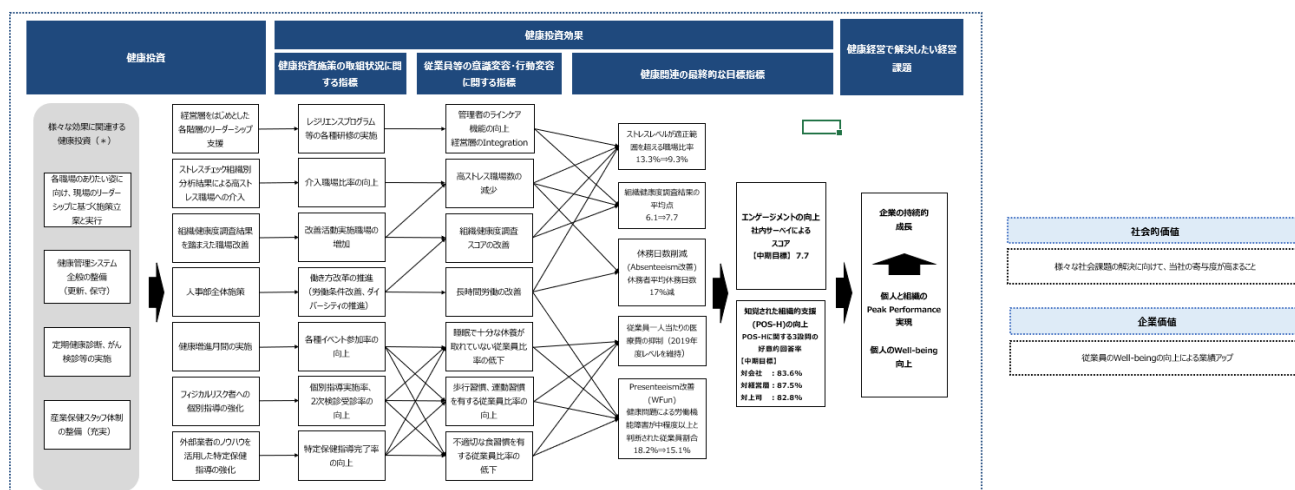 健康投資
健康投資効果
健康経営で解決したい経営
課題
健康投資施策の取組状況に関
する指標
従業員等の意識変容・行動変容
に関する指標
健康関連の最終的な目標指標
様々な効果に関連する
健康投資（＊）
各職場のありたい姿に
向け、現場のリーダー
シップに基づく施策立
案と実行
健康管理システム
全般の整備
（更新、保守）
定期健康診断、がん
検診等の実施
産業保健スタッフ体制
の整備（充実）
経営層をはじめとした
各階層のリーダーシップ
支援
ストレスチェック組織別
分析結果による高スト
レス職場への介入
組織健康度調査結果
を踏まえた職場改善
人事部全体施策
健康増進月間の実施
フィジカルリスク者への
個別指導の強化
外部業者のノウハウを
活用した特定保健
指導の強化
レジリエンスプログラム
等の各種研修の実施
介入職場比率の向上
改善活動実施職場の
増加
働き方改革の推進
（労働条件改善、ダイ
バーシティの推進）
各種イベント参加率の
向上
個別指導実施率、
2次検診受診率の
向上
特定保健指導完了率
の向上
管理者のラインケア
機能の向上
経営層のIntegration
高ストレス職場数の
減少
組織健康度調査
スコアの改善
長時間労働の改善
睡眠で十分な休養が
取れていない従業員比
率の低下
歩行習慣、運動習慣
を有する従業員比率
の向上
不適切な食習慣を有
する従業員比率の
低下
ストレスレベルが適正範
囲を超える職場比率
13.3%⇒9.3%
組織健康度調査結果の
平均点
6.1⇒7.7
休務日数削減
(Absenteeism改善)
休務者平均休務日数
17%減
従業員一人当たりの医
療費の抑制（2019年
度レベルを維持）
Presenteeism改善
(WFun)
健康問題による労働機
能障害が中程度以上と
判断された従業員割合
18.2%⇒15.1%
エンゲージメントの向上
社内サーベイによる
スコア
【中期目標】7.7
知覚された組織的支援
(POS-H)の向上
POS-Hに関する3設問の
好意的回答率
【中期目標】
対会社 ：83.6%
対経営層：87.5%
対上司 ：82.8%
企業の持続的
成長
個人と組織の
Peak Performance
実現
個人のWell-being
向上
社会的価値
様々な社会課題の解決に向けて、当社の寄与度が高まること
企業価値
従業員のWell-beingの向上による業績アップ